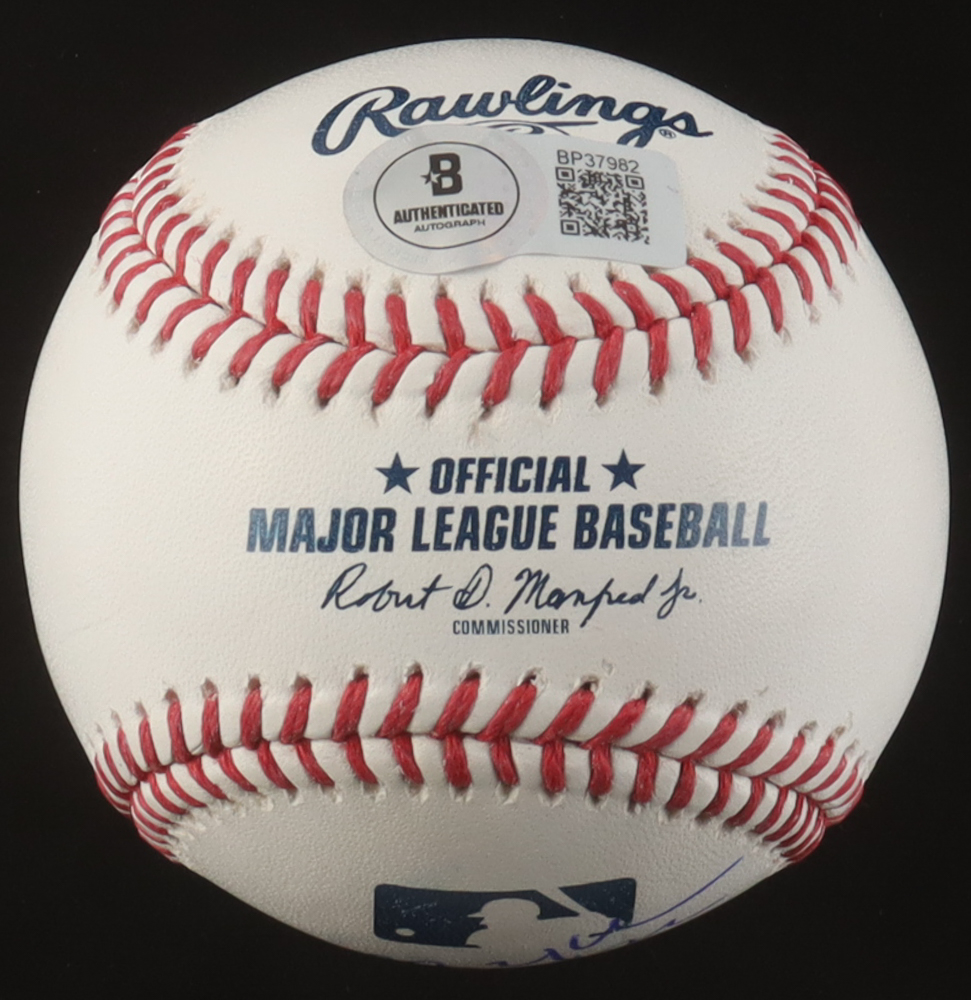 Rawlings®
B
AUTHENTICATED
AUTOGRAPH
BP37982
★ OFFICIAL ★
MAJOR LEAGUE BASEBALL
Robert D. Manfred Jr.
COMMISSIONER